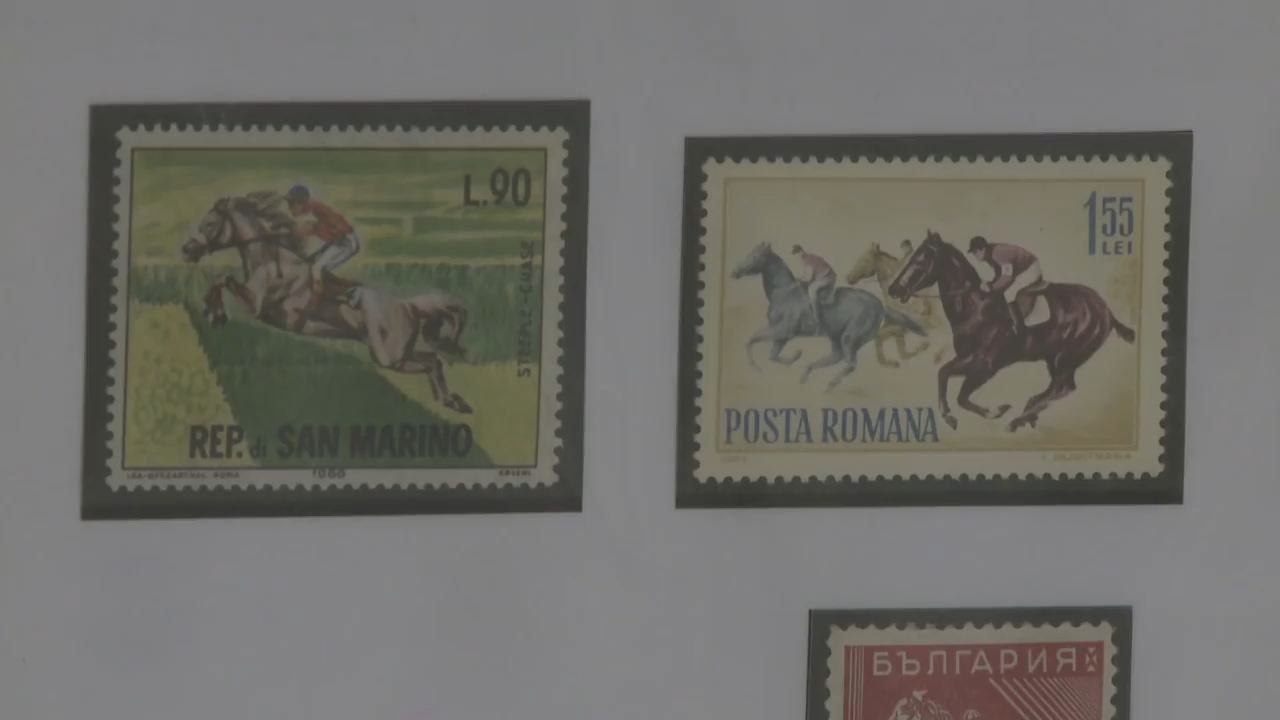 L.90
STEEPLE-CHASE
REP. di SAN MARINO
1966
1 55
LEI
POSTA ROMANA
БЪЛГАРИЯ